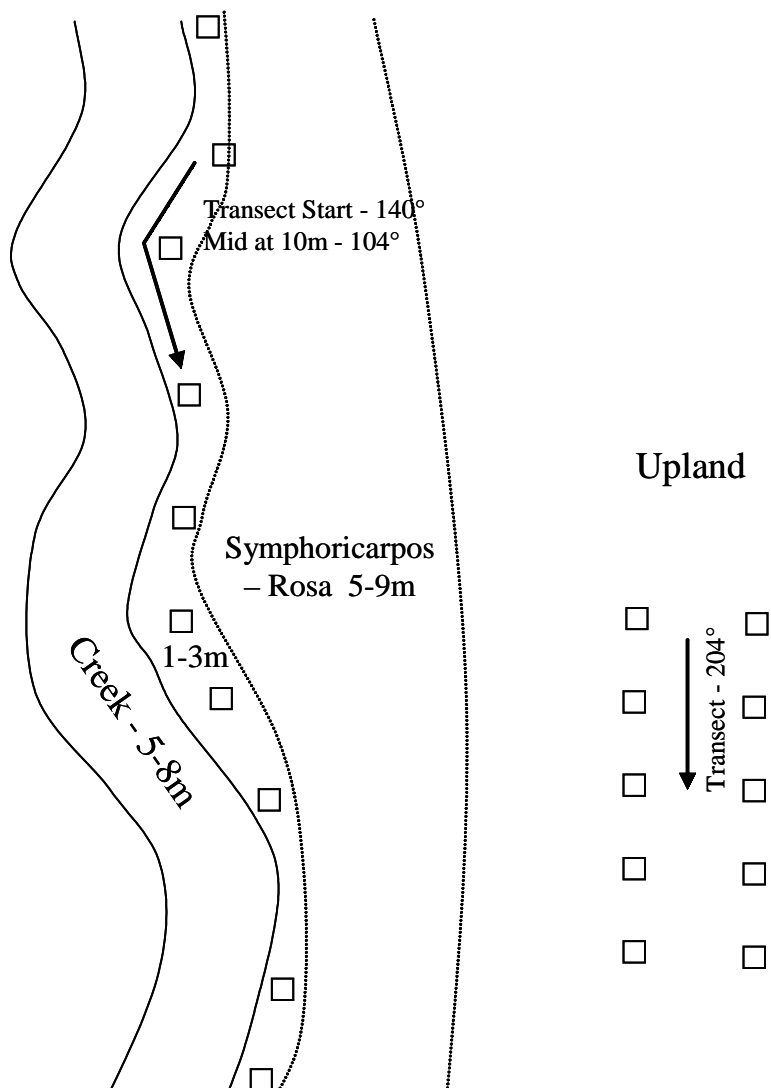 Transect Start - 140°
Mid at 10m - 104°
Upland
Symphoricarpos
– Rosa 5-9m
1-3m
Creek - 5-8m
Transect - 204°